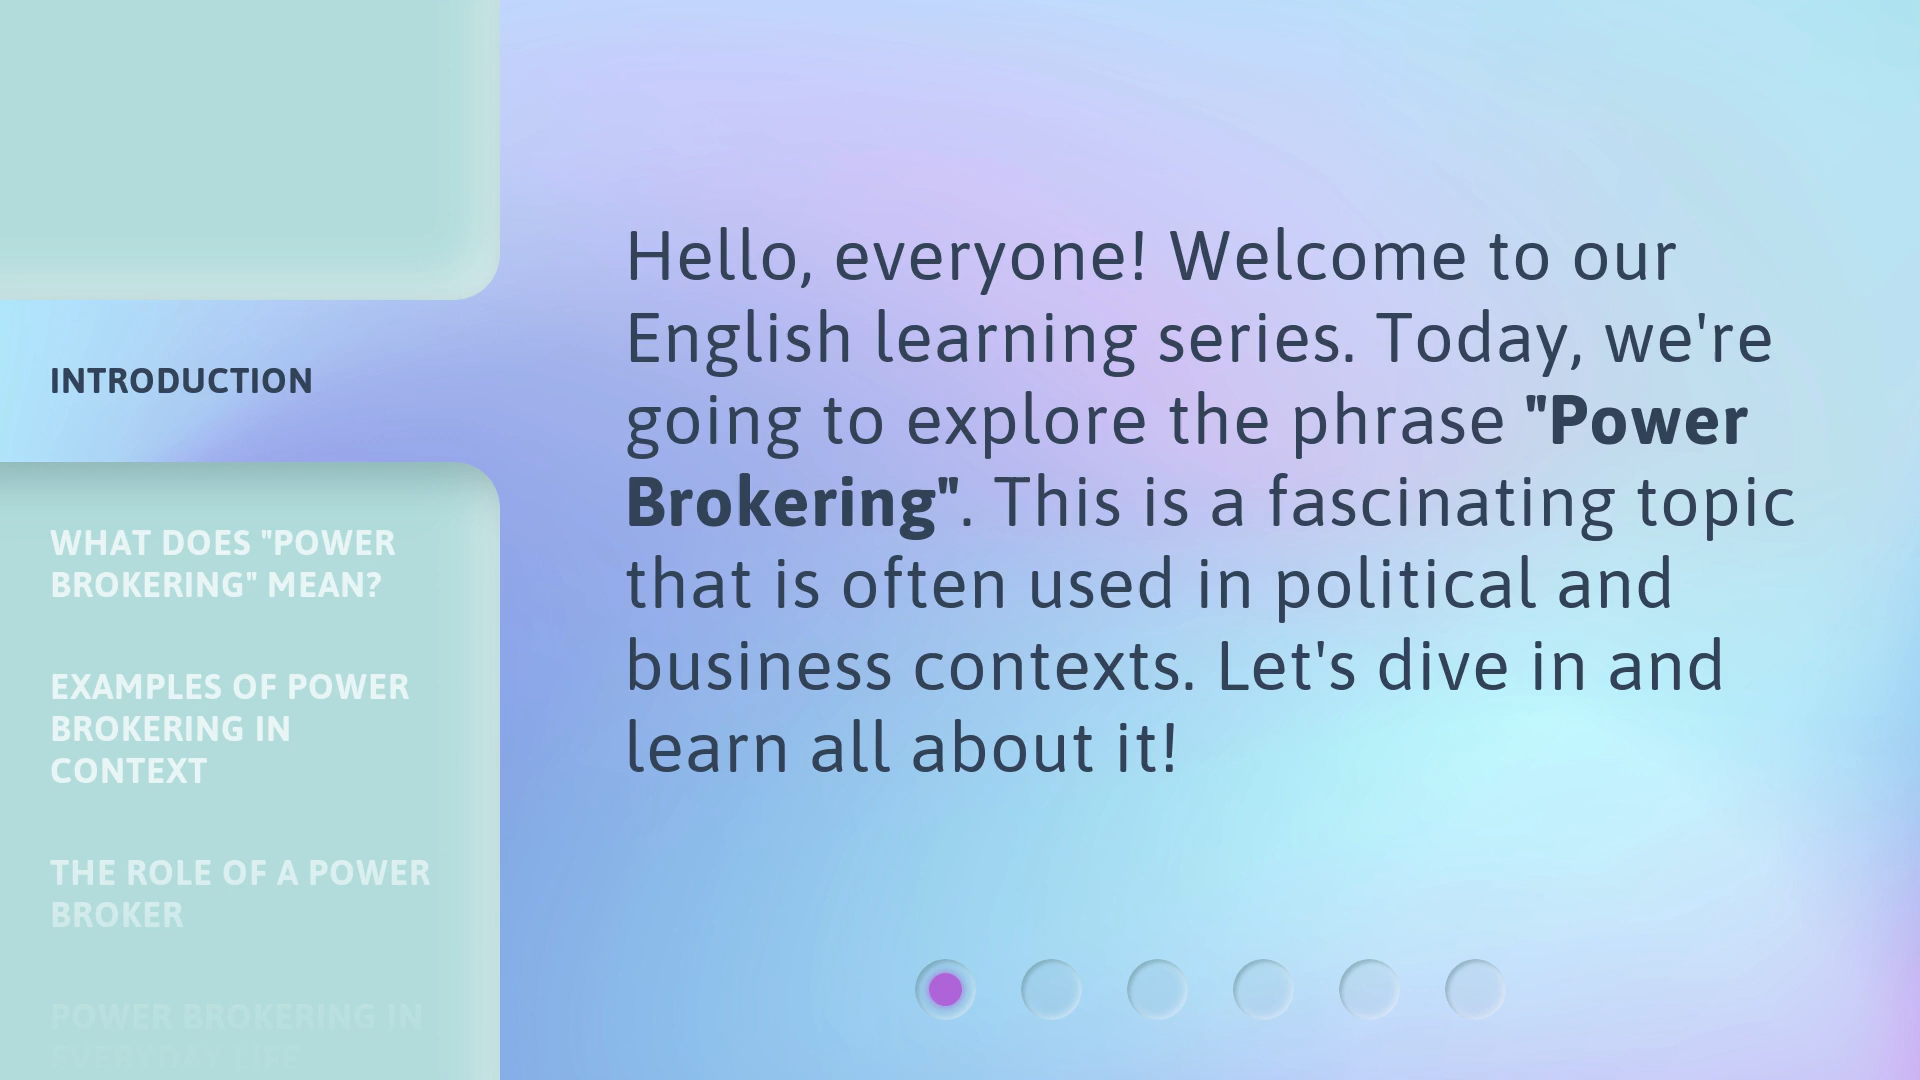 INTRODUCTION
WHAT DOES "POWER
BROKERING" MEAN?
EXAMPLES OF POWER
BROKERING IN
CONTEXT
THE ROLE OF A POWER
BROKER
POWER BROKERING IN
EVERYDAY LIFE
Hello, everyone! Welcome to our
English learning series. Today, we're
going to explore the phrase "Power
Brokering". This is a fascinating topic
that is often used in political and
business contexts. Let's dive in and
learn all about it!